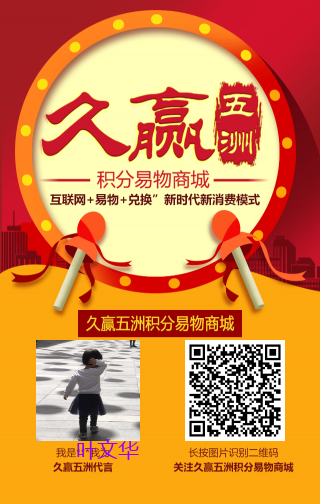 久赢五洲
积分易物商城
互联网+易物+兑换”新时代新消费模式
久赢五洲积分易物商城
我是
叶文华
久赢五洲代言
长按图片识别二维码
关注久赢五洲积分易物商城